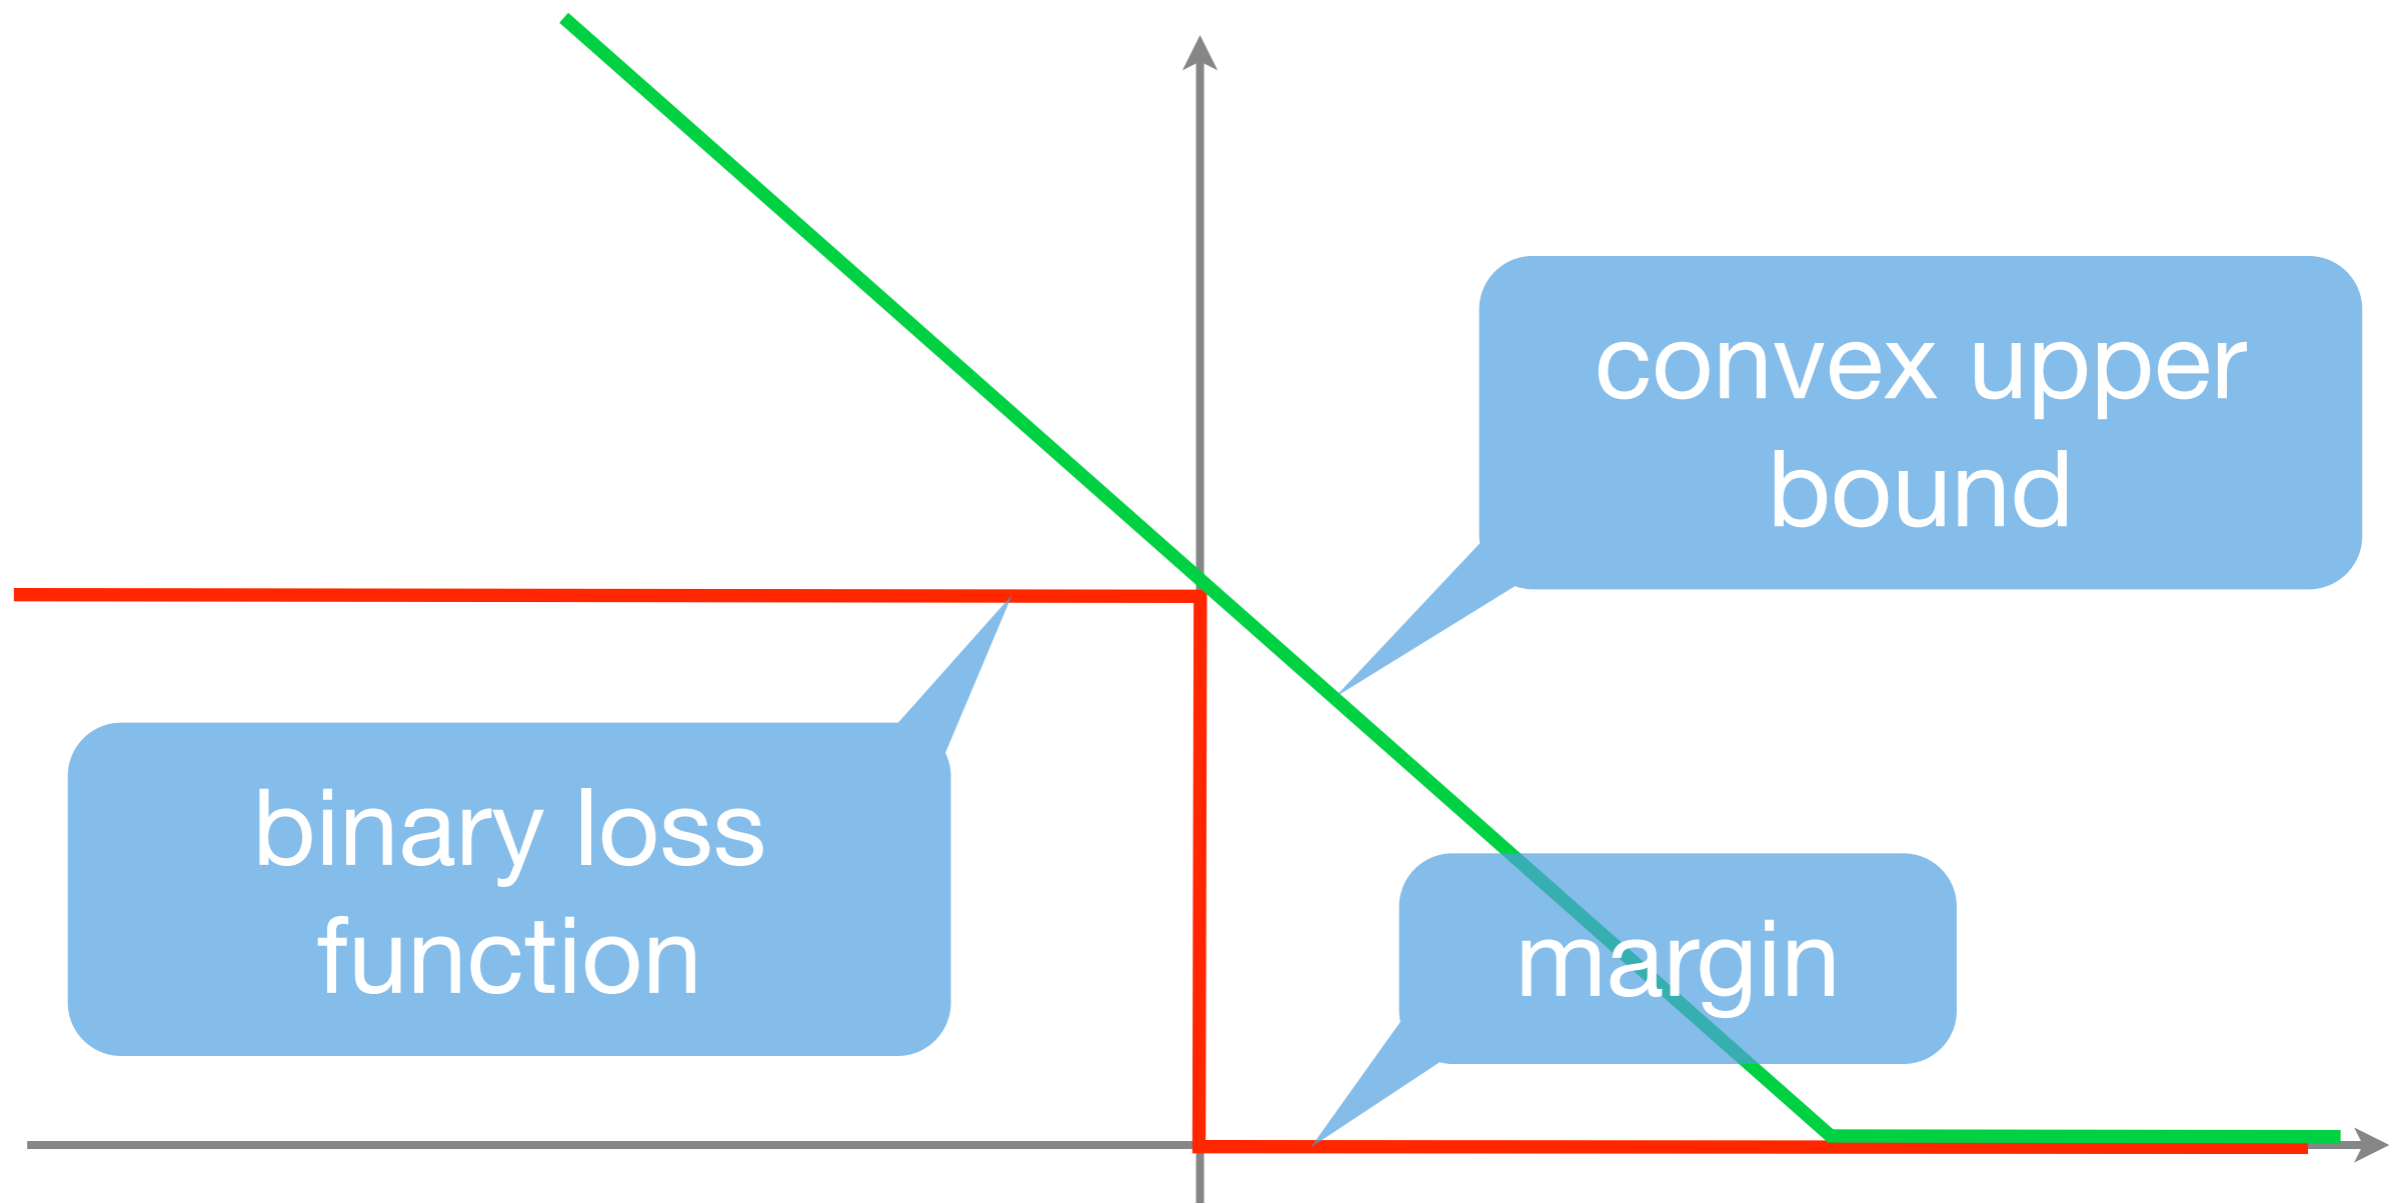 convex upper
bound
binary loss
function
margin